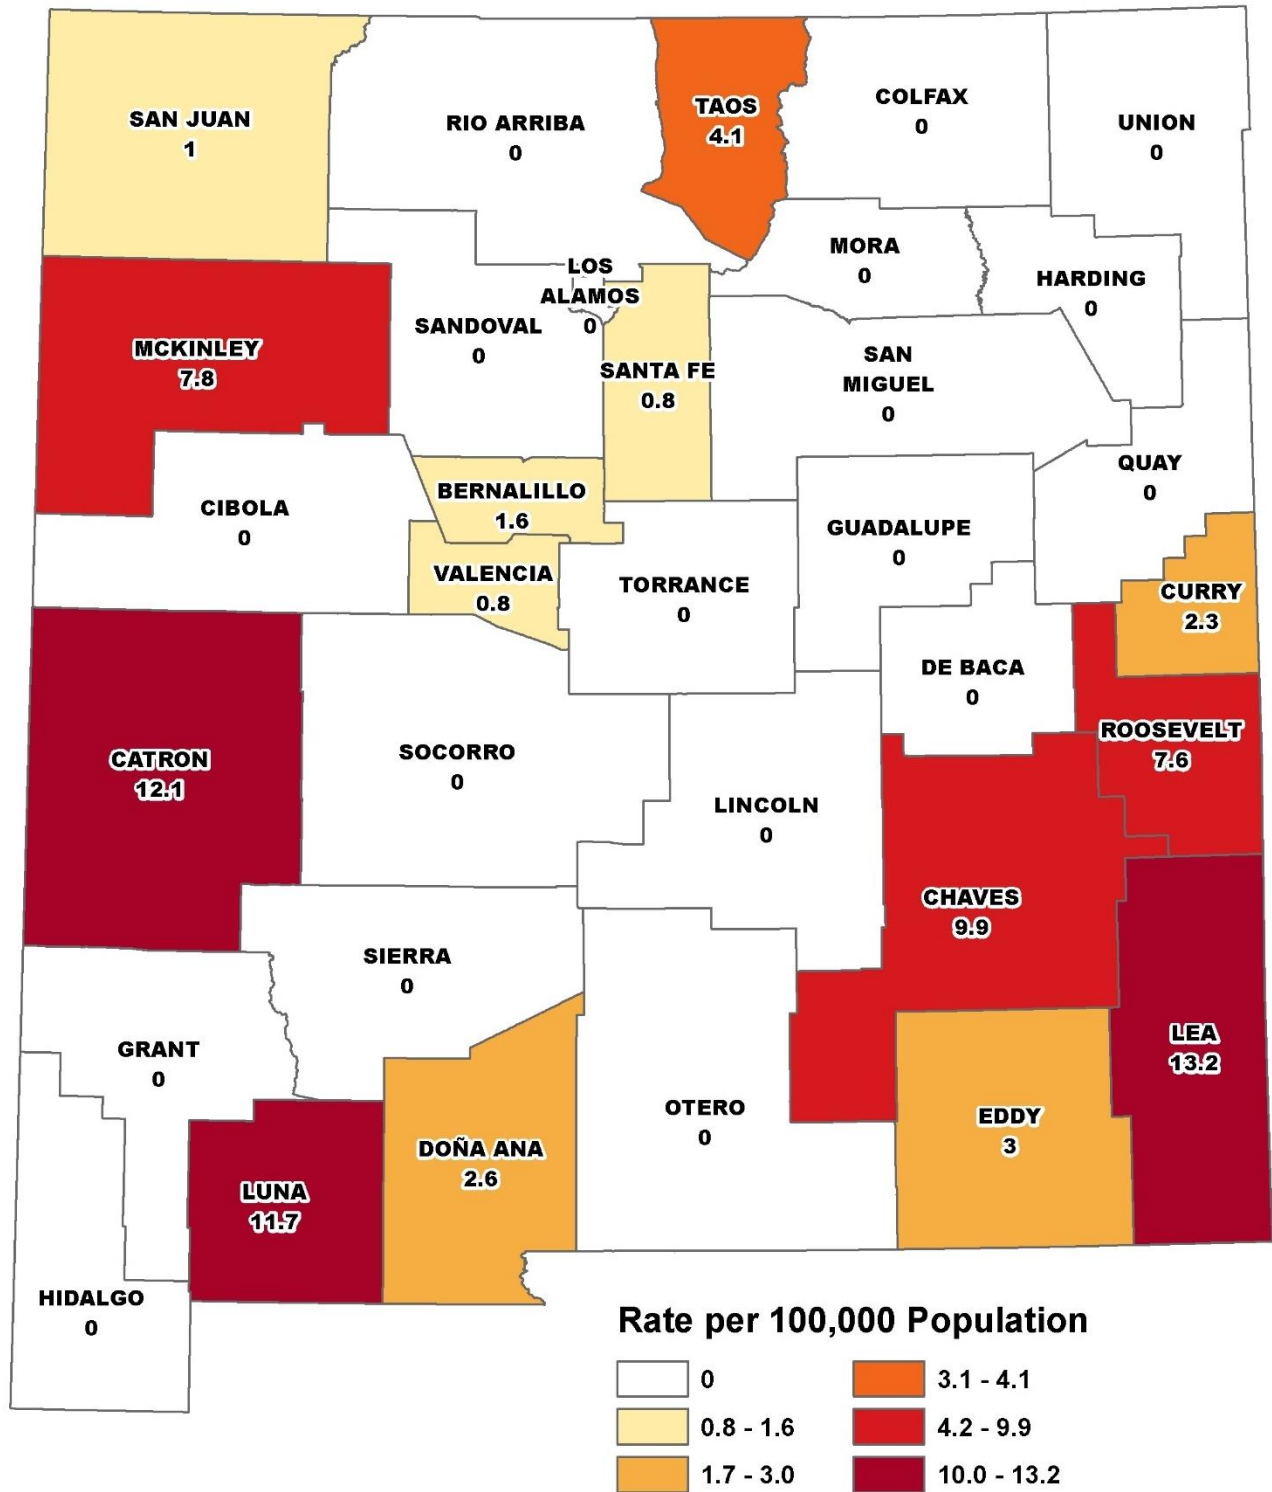 SAN JUAN
1
RIO ARRIBA
0
TAOS
4.1
COLFAX
0
UNION
0
MORA
0
HARDING
0
LOS
ALAMOS
0
SANDOVAL
0
MCKINLEY
7.8
SANTA FE
0.8
SAN
MIGUEL
0
QUAY
0
CIBOLA
0
BERNALILLO
1.6
GUADALUPE
0
VALENCIA
0.8
TORRANCE
0
CURRY
2.3
DE BACA
0
ROOSEVELT
7.6
CATRON
12.1
SOCORRO
0
LINCOLN
0
CHAVES
9.9
SIERRA
0
LEA
13.2
GRANT
0
OTERO
0
EDDY
3
DOÑA ANA
2.6
LUNA
11.7
HIDALGO
0
Rate per 100,000 Population
0
0.8 - 1.6
1.7 - 3.0
3.1 - 4.1
4.2 - 9.9
10.0 - 13.2